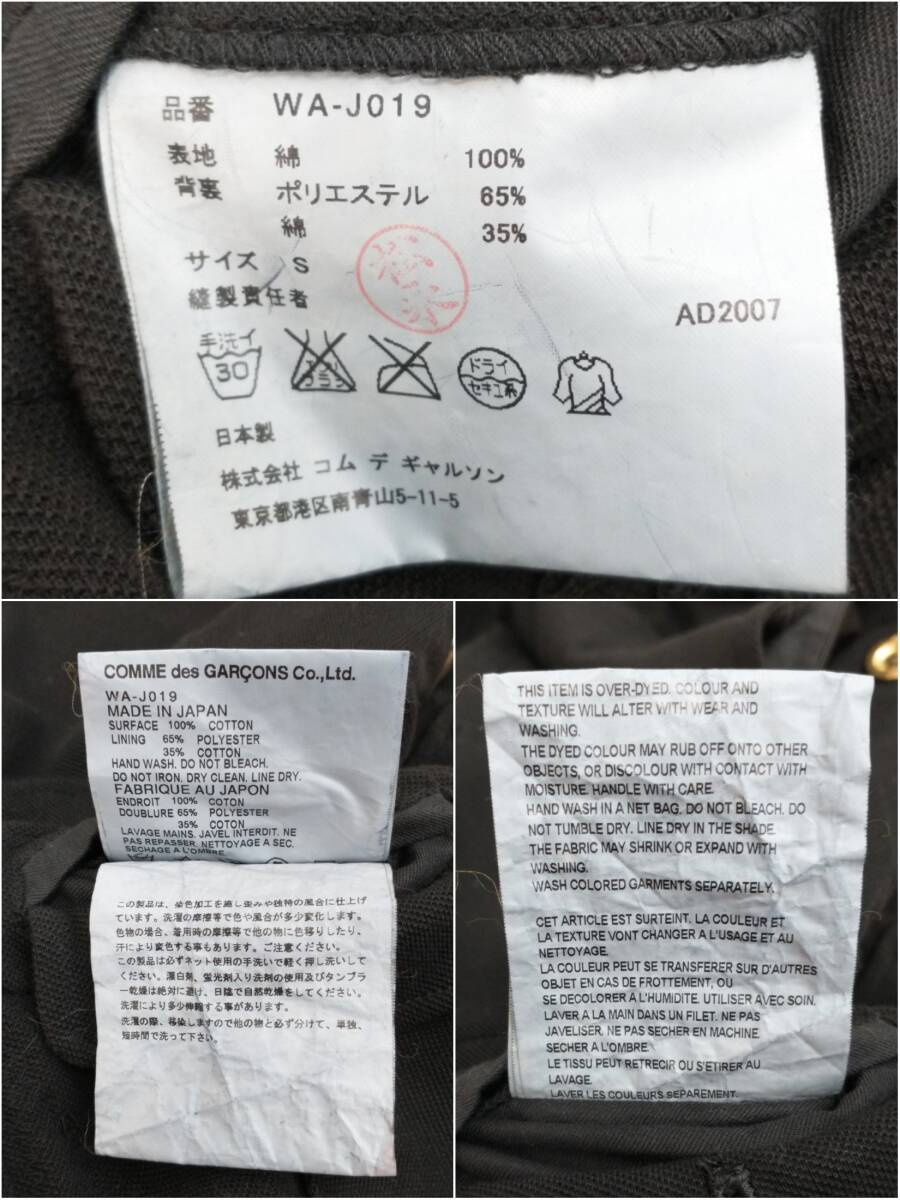 品番 WA-J019
表地 綿 100%
背裏 ポリエステル 65%
綿 35%
サイズ S
縫製責任者
AD2007
手洗イ
30
ドライ
セキユ系
日本製
株式会社 コム デ ギャルソン
東京都港区南青山5-11-5
COMME des GARÇONS Co.,Ltd.
WA-J019
MADE IN JAPAN
SURFACE 100% COTTON
LINING 65% POLYESTER
35% COTTON
HAND WASH. DO NOT BLEACH.
DO NOT IRON. DRY CLEAN. LINE DRY.
FABRIQUE AU JAPON
ENDROIT 100% COTON
DOUBLURE 65% POLYESTER
35% COTON
LAVAGE MAINS. JAVEL INTERDIT. NE
PAS REPASSER. NETTOYAGE A SEC.
SECHAGE A L'OMBRE.
この製品は、染色加工を施し歪みや独特の風合に仕上げ
ています。洗濯の摩擦等で色や風合が多少変化します。
色物の場合、着用時の摩擦等で他の物に色移りしたり、
汗により変色する事もあります。ご注意ください。
この製品は必ずネット使用の手洗いで軽く押し洗いして
ください。漂白剤、蛍光剤入り洗剤の使用及びタンブラ
ー乾燥は絶対に避け、日陰で自然乾燥をしてください。
洗濯により多少伸縮する事があります。
洗濯の際、移染しますので他の物と必ず分けて、単独、
短時間で洗って下さい。
THIS ITEM IS OVER-DYED. COLOUR AND
TEXTURE WILL ALTER WITH WEAR AND
WASHING.
THE DYED COLOUR MAY RUB OFF ONTO OTHER
OBJECTS, OR DISCOLOUR WITH CONTACT WITH
MOISTURE. HANDLE WITH CARE.
HAND WASH IN A NET BAG. DO NOT BLEACH. DO
NOT TUMBLE DRY. LINE DRY IN THE SHADE.
THE FABRIC MAY SHRINK OR EXPAND WITH
WASHING.
WASH COLORED GARMENTS SEPARATELY.
CET ARTICLE EST SURTEINT. LA COULEUR ET
LA TEXTURE VONT CHANGER A L'USAGE ET AU
NETTOYAGE.
LA COULEUR PEUT SE TRANSFERER SUR D'AUTRES
OBJET EN CAS DE FROTTEMENT, OU
SE DECOLORER A L'HUMIDITE. UTILISER AVEC SOIN.
LAVER A LA MAIN DANS UN FILET. NE PAS
JAVELISER. NE PAS SECHER EN MACHINE.
SECHER A L'OMBRE.
LE TISSU PEUT RETRECIR OU S'ETIRER AU
LAVAGE.
LAVER LES COULEURS SEPAREMENT.